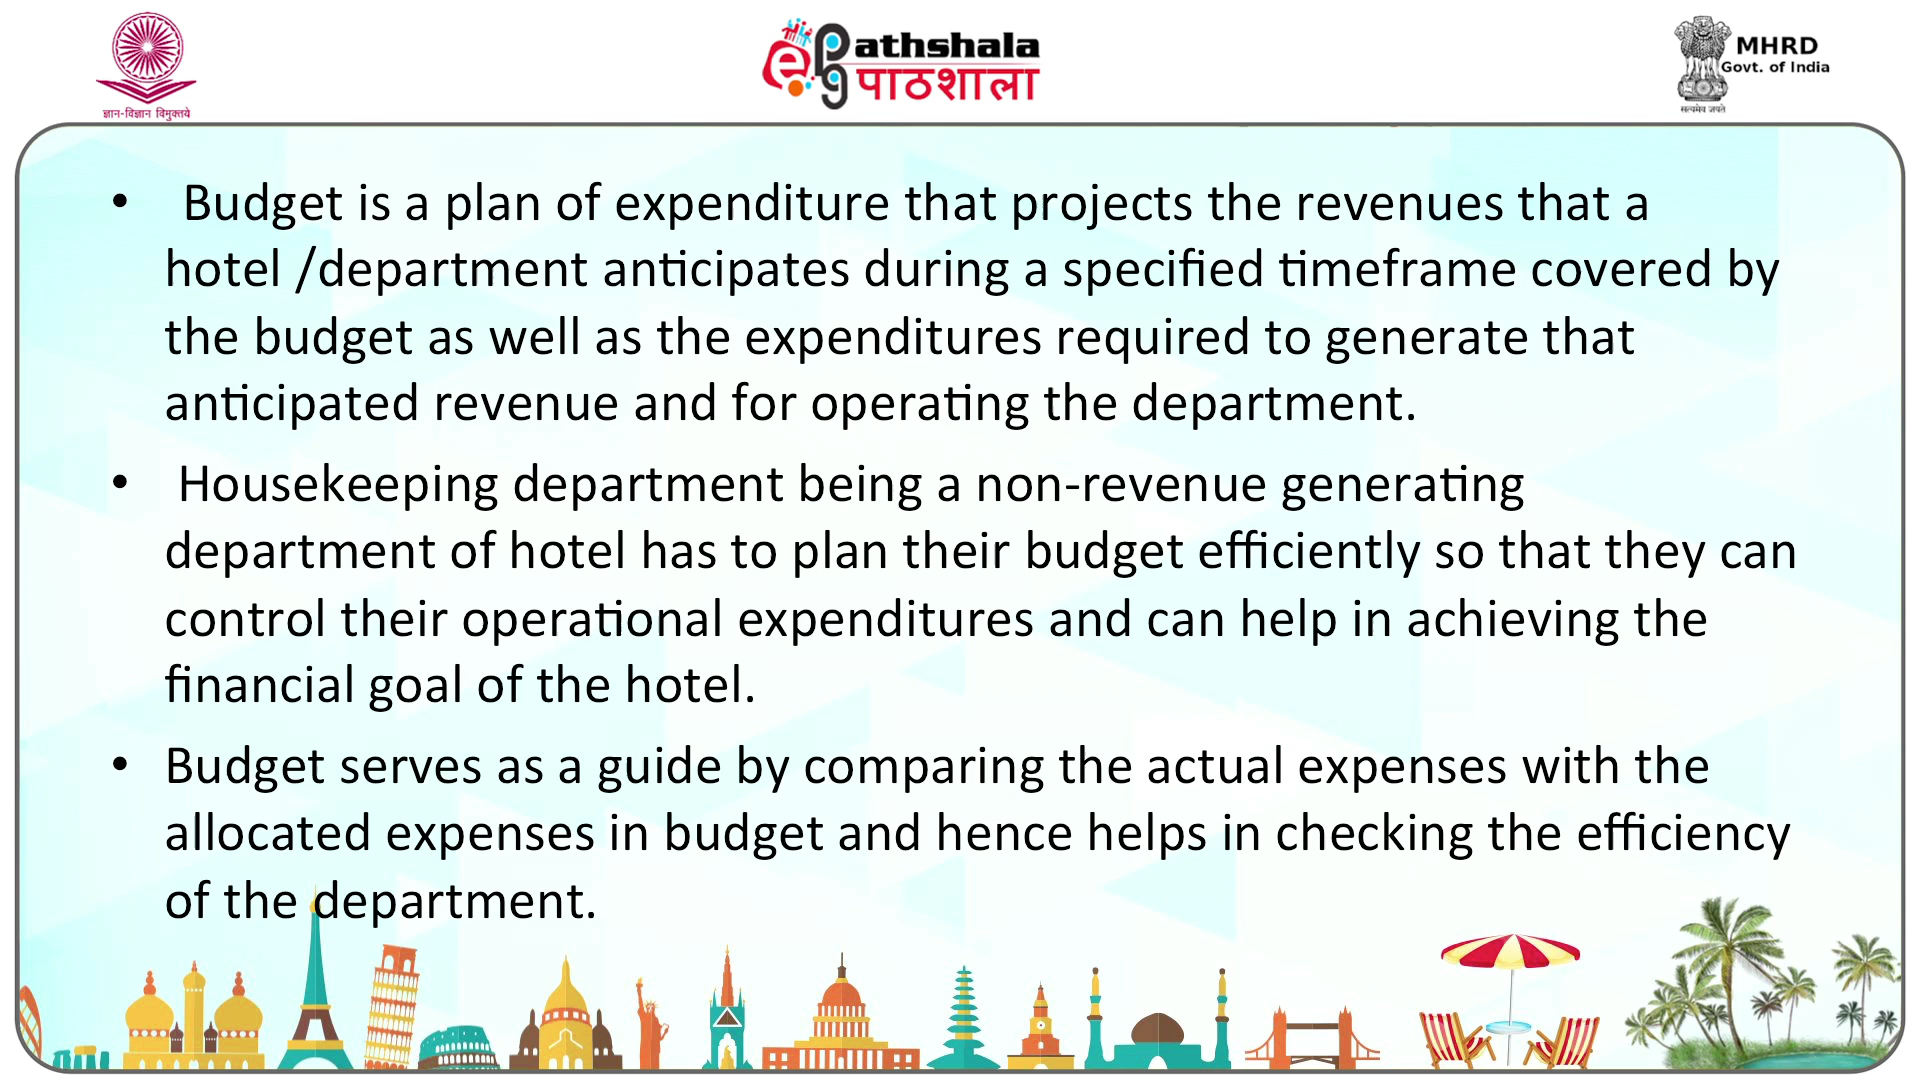 ज्ञान-विज्ञान विमुक्तये
e pg Pathshala
पाठशाला
MHRD
Govt. of India
सत्यमेव जयते
• Budget is a plan of expenditure that projects the revenues that a
hotel /department anticipates during a specified timeframe covered by
the budget as well as the expenditures required to generate that
anticipated revenue and for operating the department.
• Housekeeping department being a non-revenue generating
department of hotel has to plan their budget efficiently so that they can
control their operational expenditures and can help in achieving the
financial goal of the hotel.
• Budget serves as a guide by comparing the actual expenses with the
allocated expenses in budget and hence helps in checking the efficiency
of the department.